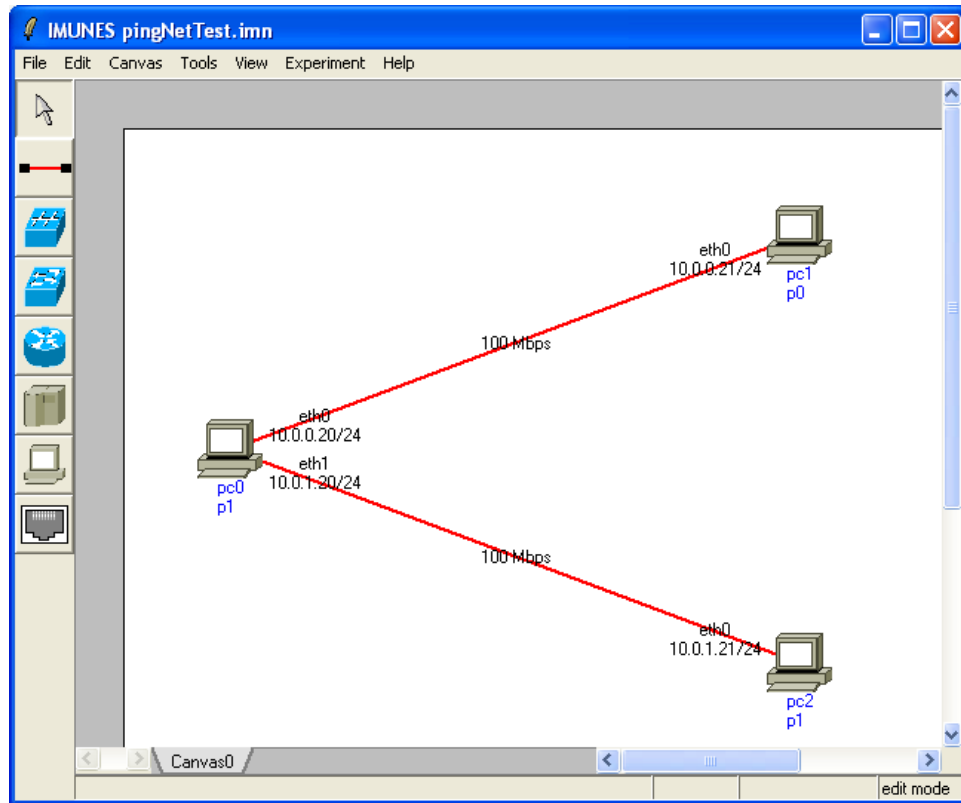 IMUNES pingNetTest.imn
File Edit Canvas Tools View Experiment Help
eth0
10.0.0.21/24
pc1
p0
100 Mbps
eth0
10.0.0.20/24
eth1
10.0.1.20/24
pc0
p1
100 Mbps
eth0
10.0.1.21/24
pc2
p1
Canvas0
edit mode